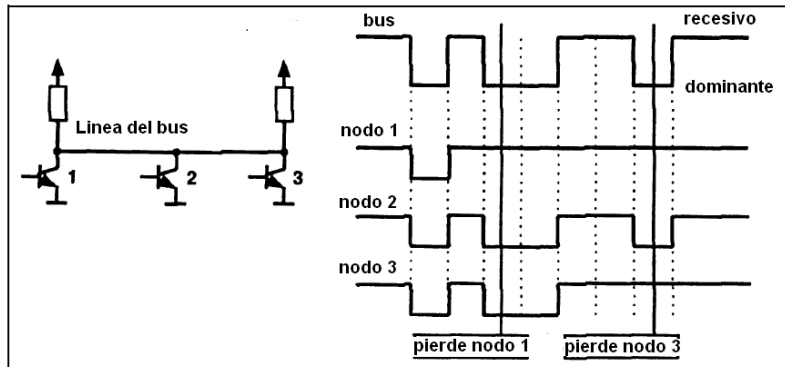 bus
recesivo
dominante
Linea del bus
nodo 1
1
2
3
nodo 2
nodo 3
pierde nodo 1
pierde nodo 3